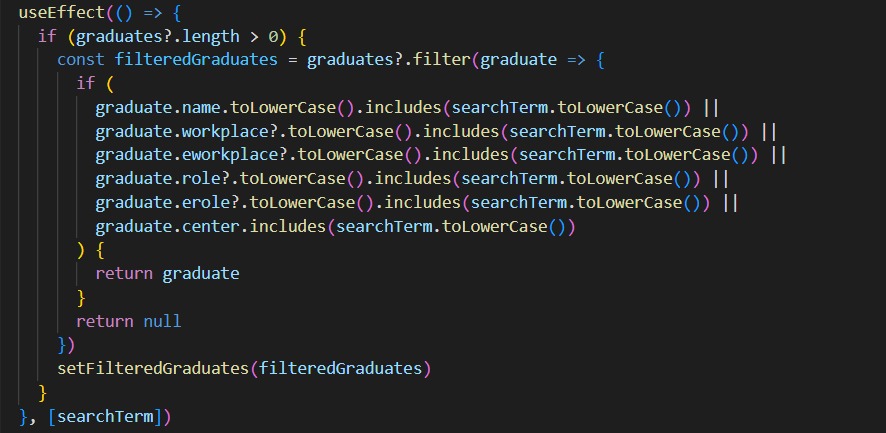 useEffect(() => {
if (graduates?.length > 0) {
const filteredGraduates = graduates?.filter(graduate => {
if (
graduate.name.toLowerCase().includes(searchTerm.toLowerCase()) ||
graduate.workplace?.toLowerCase().includes(searchTerm.toLowerCase()) ||
graduate.eworkplace?.toLowerCase().includes(searchTerm.toLowerCase()) ||
graduate.role?.toLowerCase().includes(searchTerm.toLowerCase()) ||
graduate.erole?.toLowerCase().includes(searchTerm.toLowerCase()) ||
graduate.center.includes(searchTerm.toLowerCase())
) {
return graduate
}
return null
})
setFilteredGraduates(filteredGraduates)
}
}, [searchTerm])